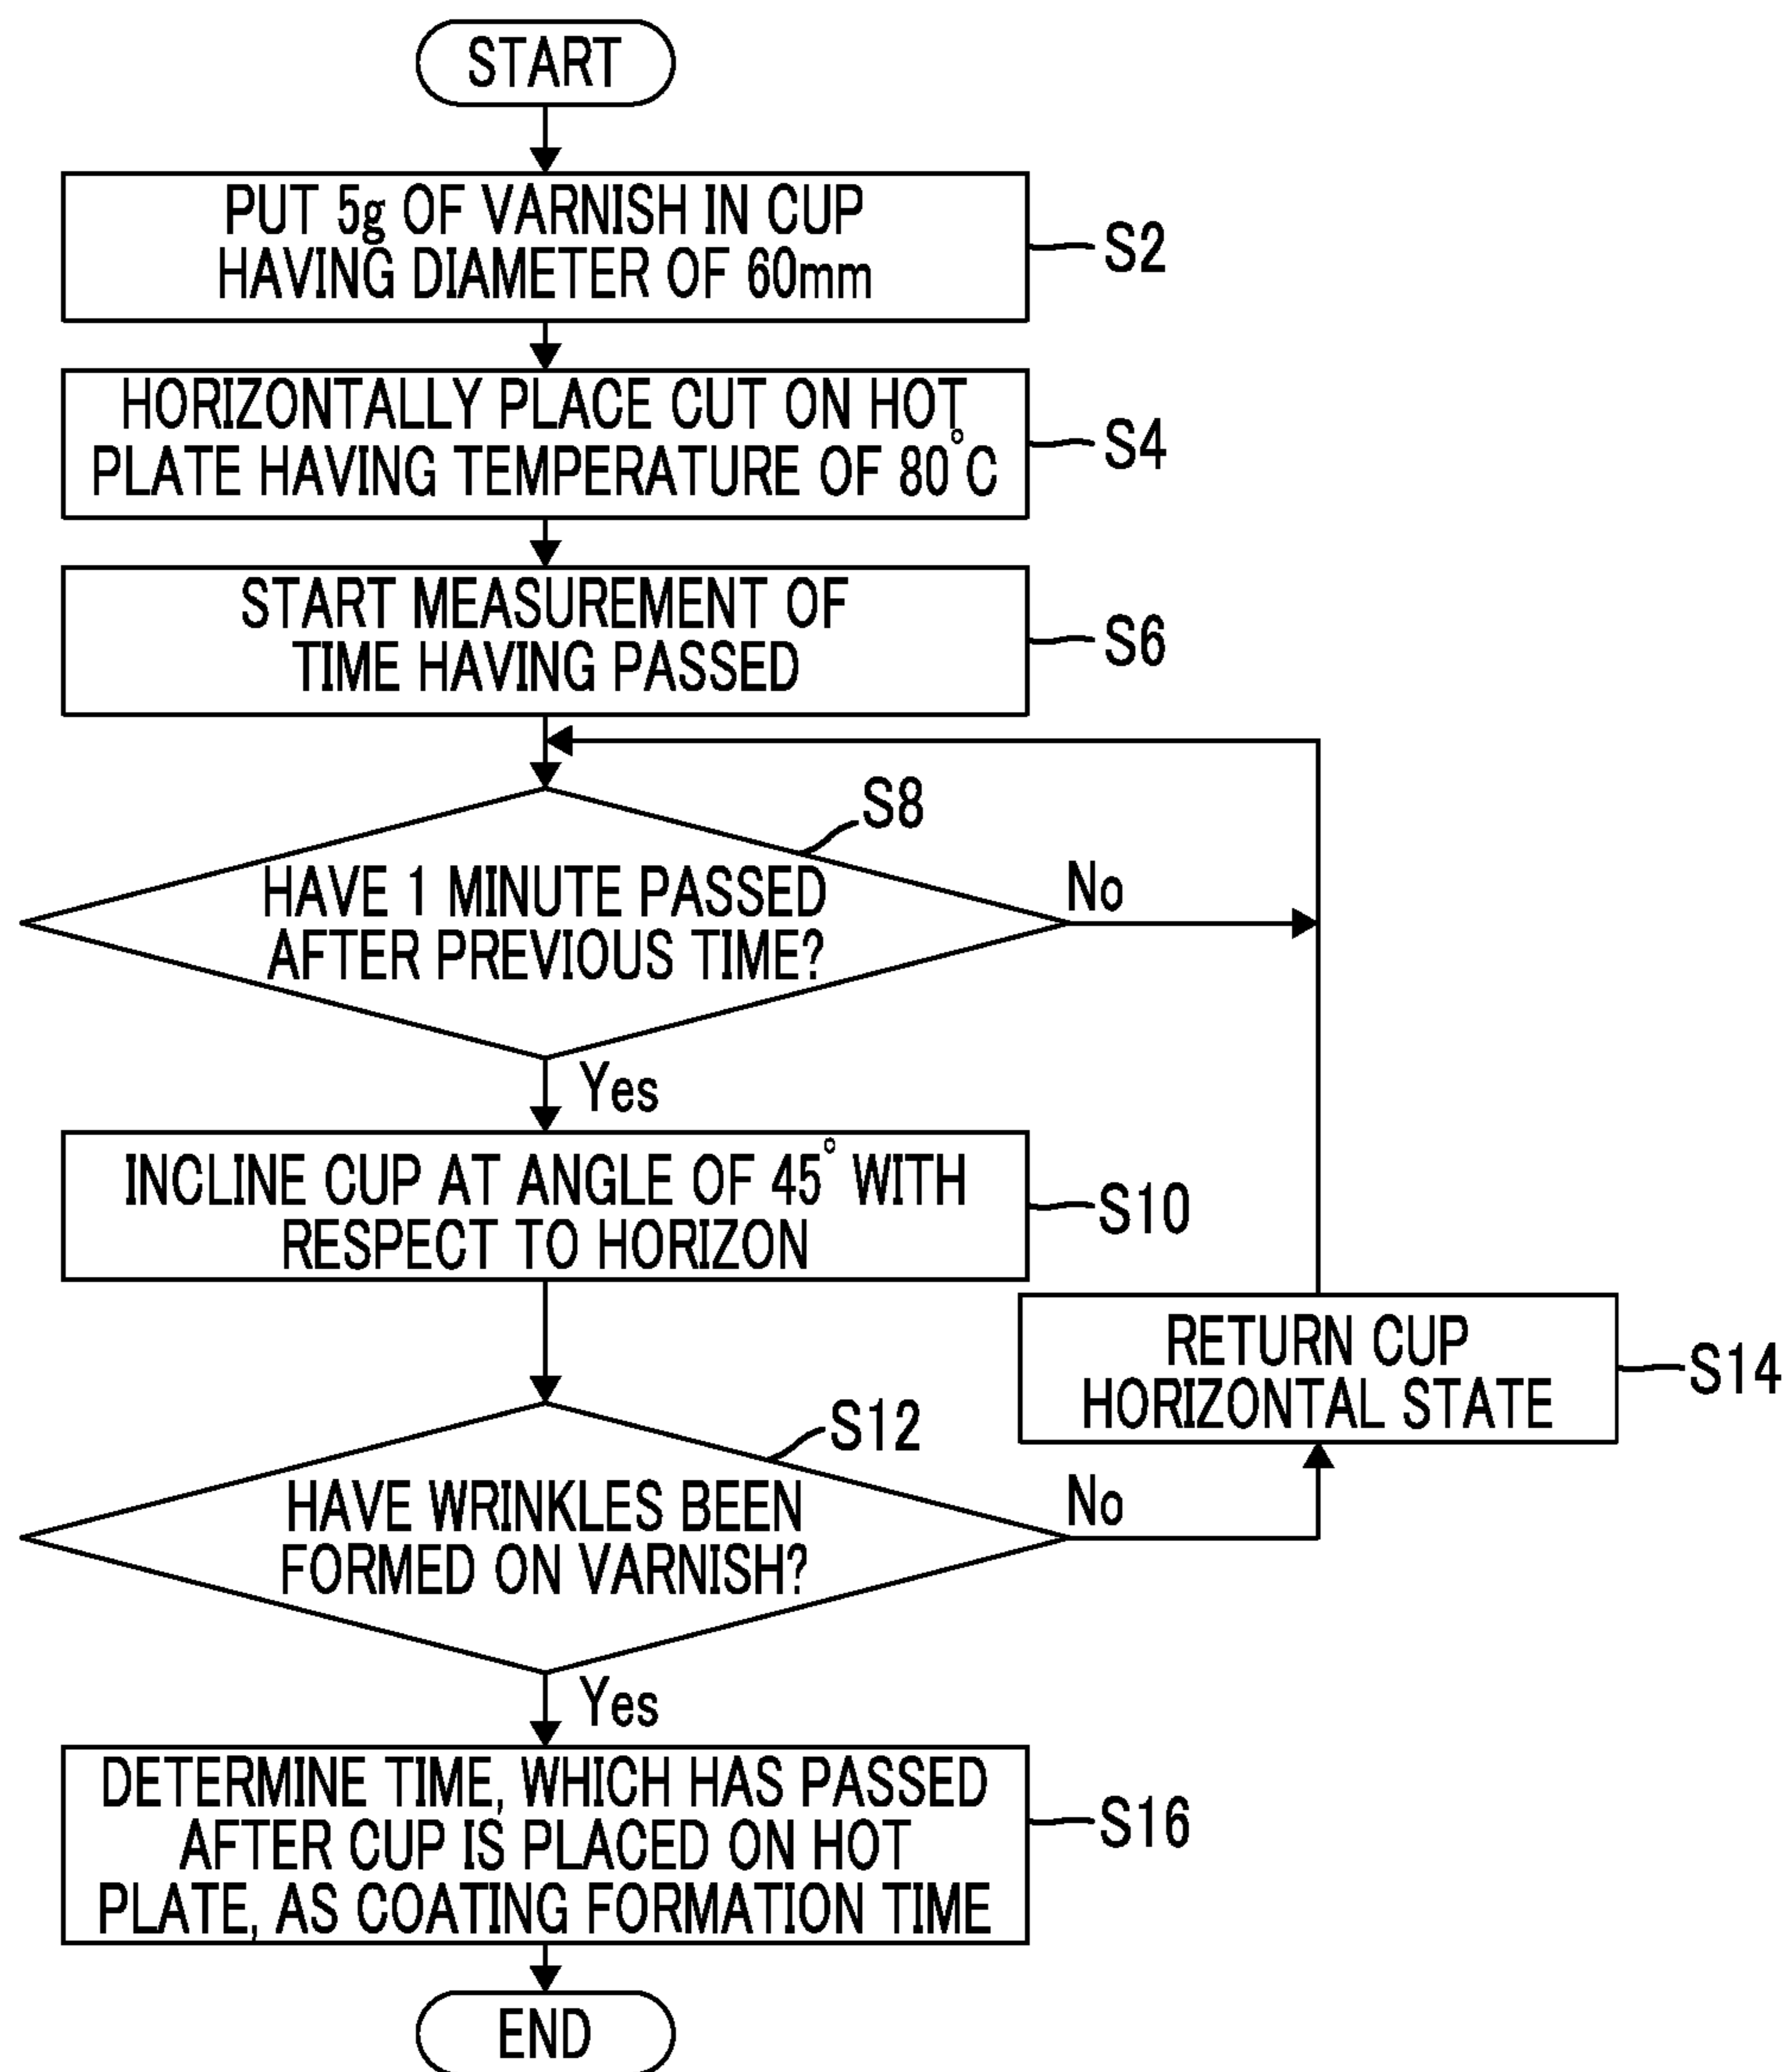 START
PUT 5g OF VARNISH IN CUP
HAVING DIAMETER OF 60mm
S2
HORIZONTALLY PLACE CUT ON HOT
PLATE HAVING TEMPERATURE OF 80°C
S4
START MEASUREMENT OF
TIME HAVING PASSED
S6
S8
HAVE 1 MINUTE PASSED
AFTER PREVIOUS TIME?
No
Yes
INCLINE CUP AT ANGLE OF 45° WITH
RESPECT TO HORIZON
S10
RETURN CUP
HORIZONTAL STATE
S14
S12
HAVE WRINKLES BEEN
FORMED ON VARNISH?
No
Yes
DETERMINE TIME, WHICH HAS PASSED
AFTER CUP IS PLACED ON HOT
PLATE, AS COATING FORMATION TIME
S16
END